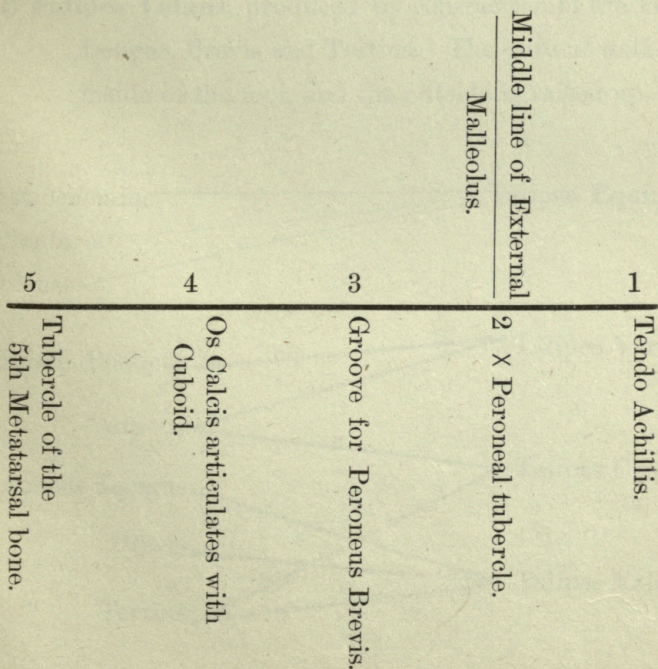 Middle line of External
Malleolus.
1
Tendo Achillis.
2 X Peroneal tubercle.
3
Groove for Peroneus Brevis.
4
Os Calcis articulates with
Cuboid.
5
Tubercle of the
5th Metatarsal bone.